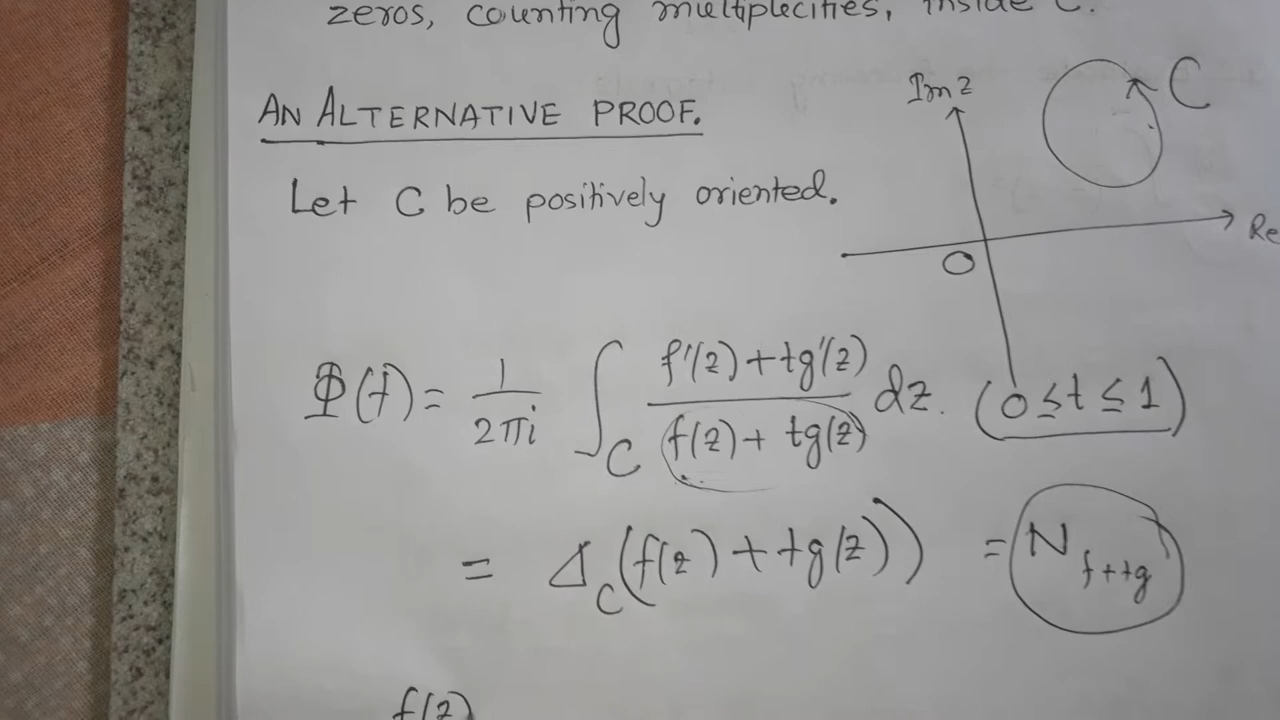 zeros, counting multiplecities, inside C.
AN ALTERNATIVE PROOF.
Im z
C
Let C be positively oriented.
Re
O
Φ(t) = 1/2πi ∫_C (f'(z)+tg'(z))/(f(z)+tg(z)) dz. (0≤t≤1)
= Δ_C(f(z)+tg(z)) = N_{f+tg}
f(z)